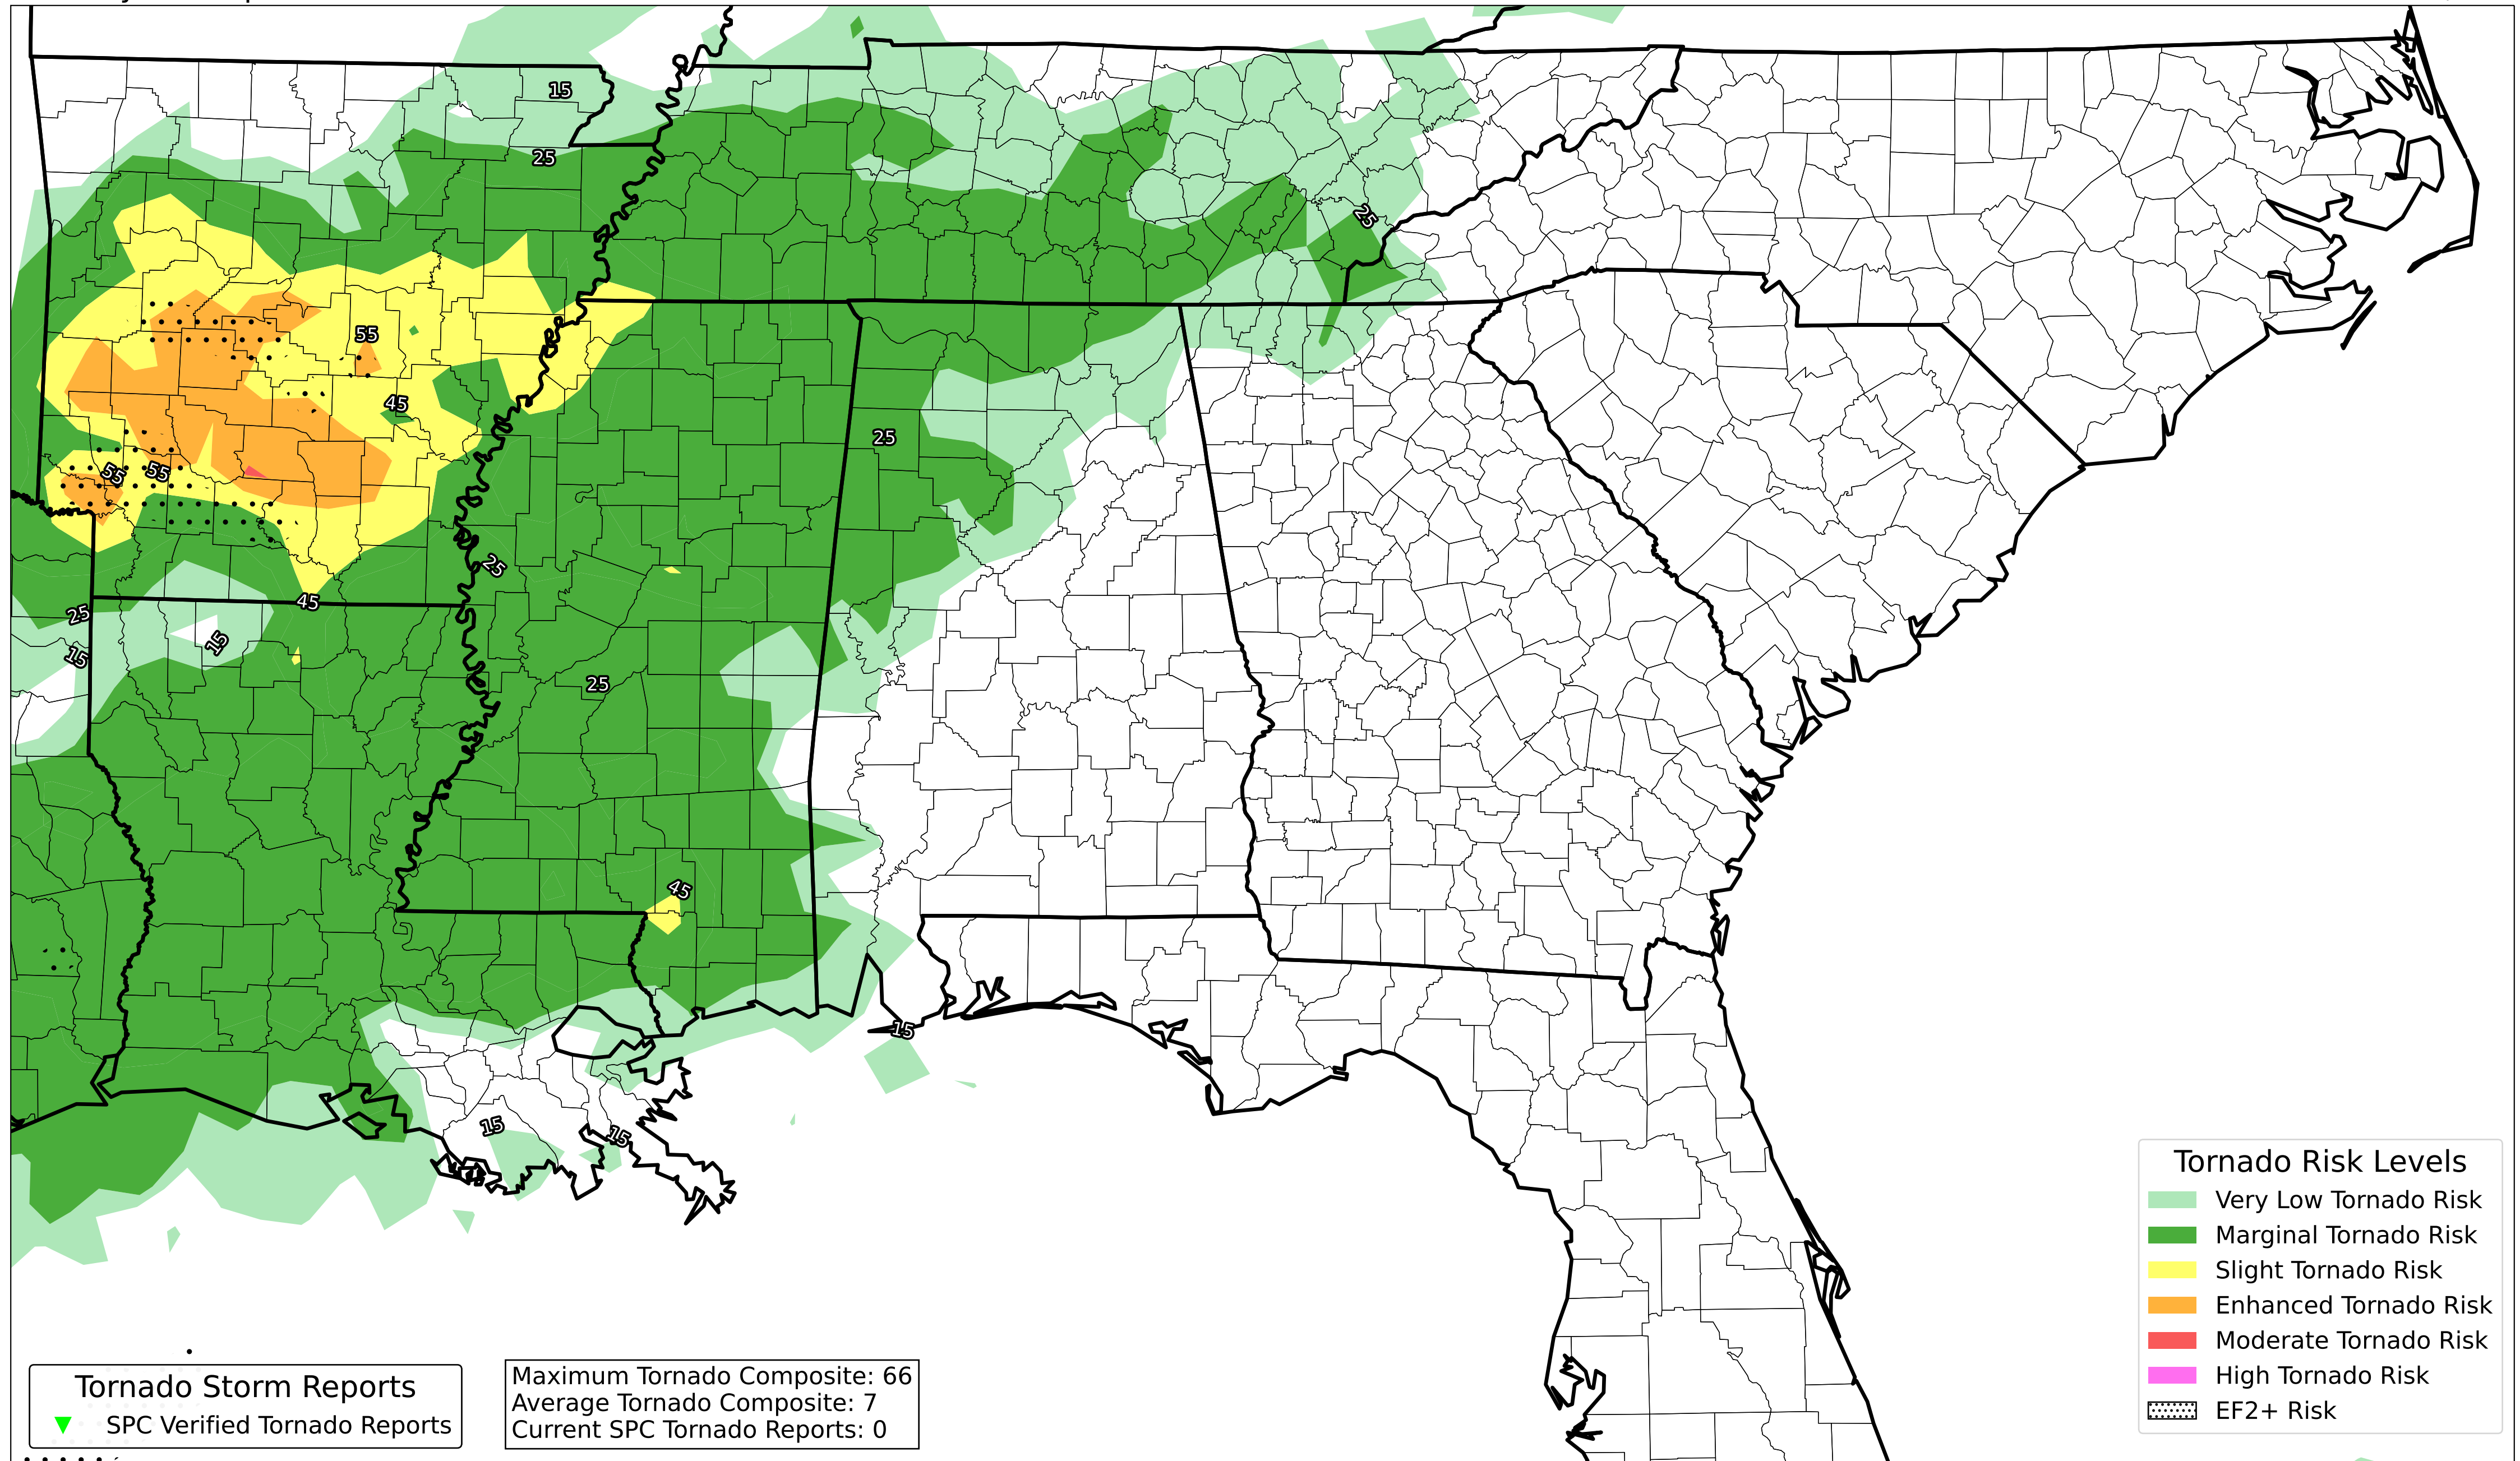 15
25
25
55
45
25
55
55
25
45
25
15
15
25
45
15
15
15
Tornado Risk Levels
Very Low Tornado Risk
Marginal Tornado Risk
Slight Tornado Risk
Enhanced Tornado Risk
Moderate Tornado Risk
High Tornado Risk
EF2+ Risk
Tornado Storm Reports
SPC Verified Tornado Reports
Maximum Tornado Composite: 66
Average Tornado Composite: 7
Current SPC Tornado Reports: 0